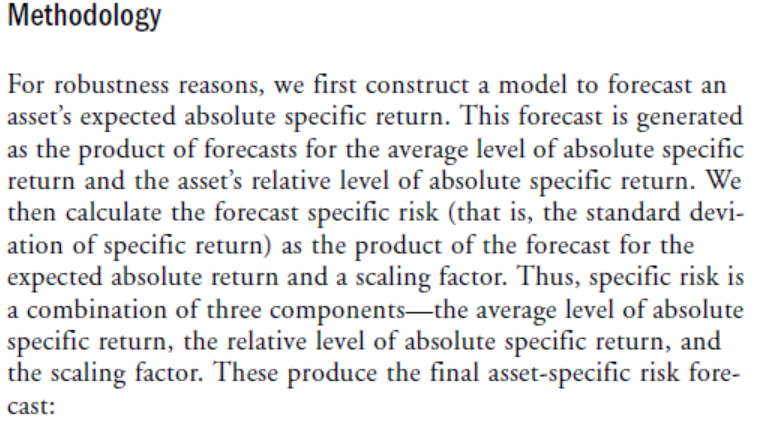 Methodology
For robustness reasons, we first construct a model to forecast an
asset’s expected absolute specific return. This forecast is generated
as the product of forecasts for the average level of absolute specific
return and the asset’s relative level of absolute specific return. We
then calculate the forecast specific risk (that is, the standard devi-
ation of specific return) as the product of the forecast for the
expected absolute return and a scaling factor. Thus, specific risk is
a combination of three components—the average level of absolute
specific return, the relative level of absolute specific return, and
the scaling factor. These produce the final asset-specific risk fore-
cast: